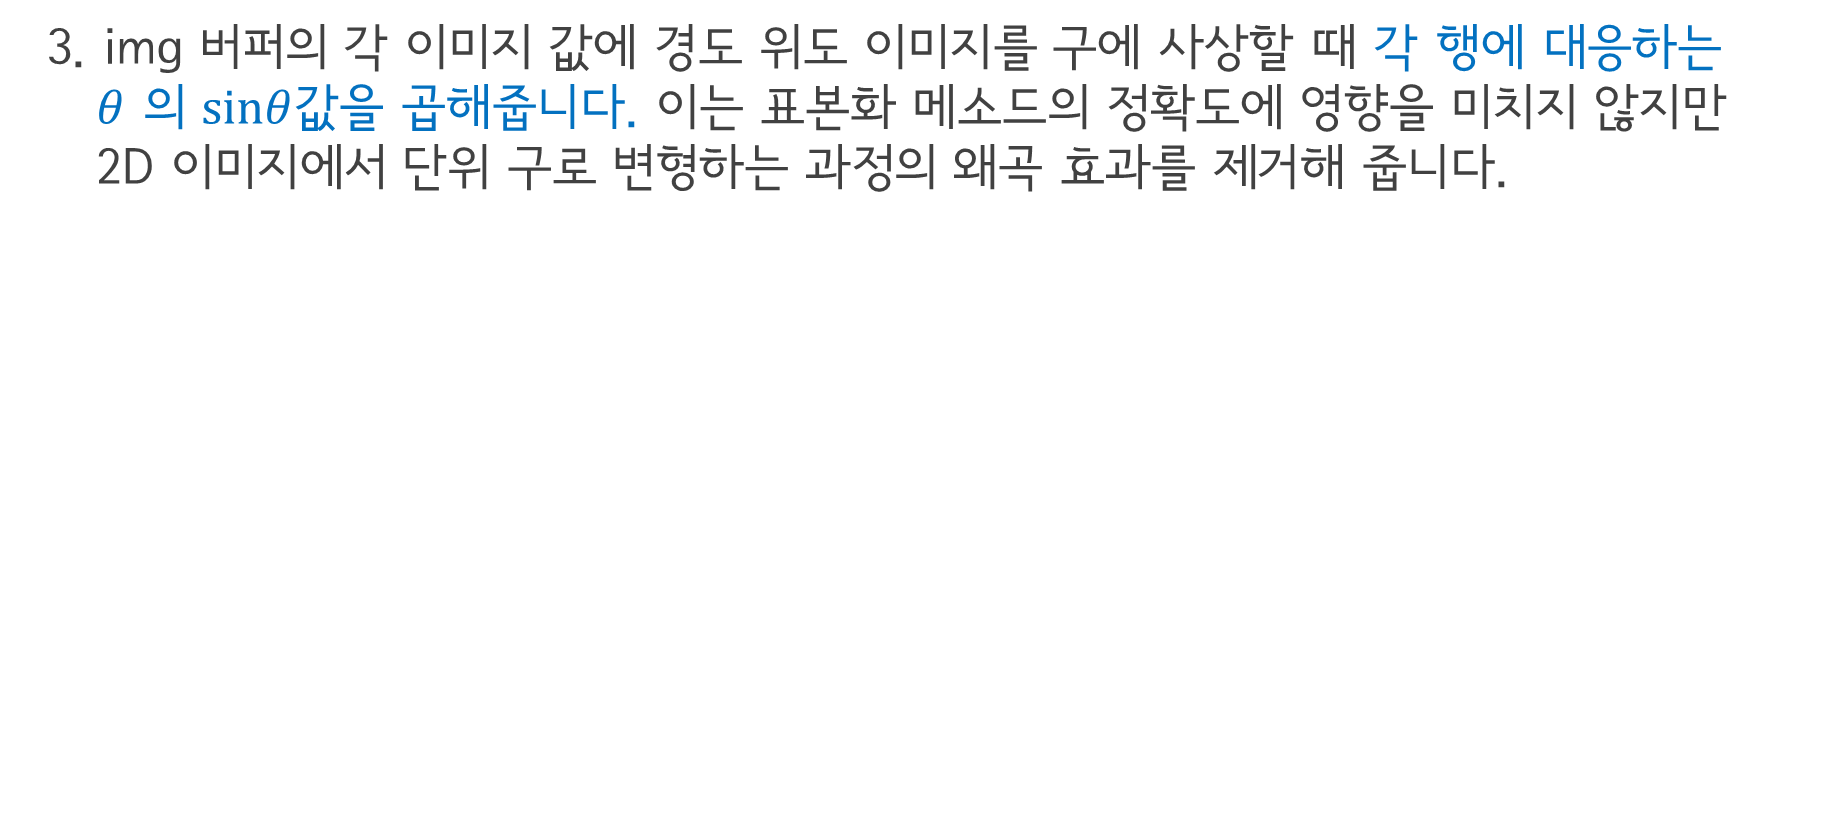 3. img 버퍼의 각 이미지 값에 경도 위도 이미지를 구에 사상할 때 각 행에 대응하는
θ 의 sinθ값을 곱해줍니다. 이는 표본화 메소드의 정확도에 영향을 미치지 않지만
2D 이미지에서 단위 구로 변형하는 과정의 왜곡 효과를 제거해 줍니다.